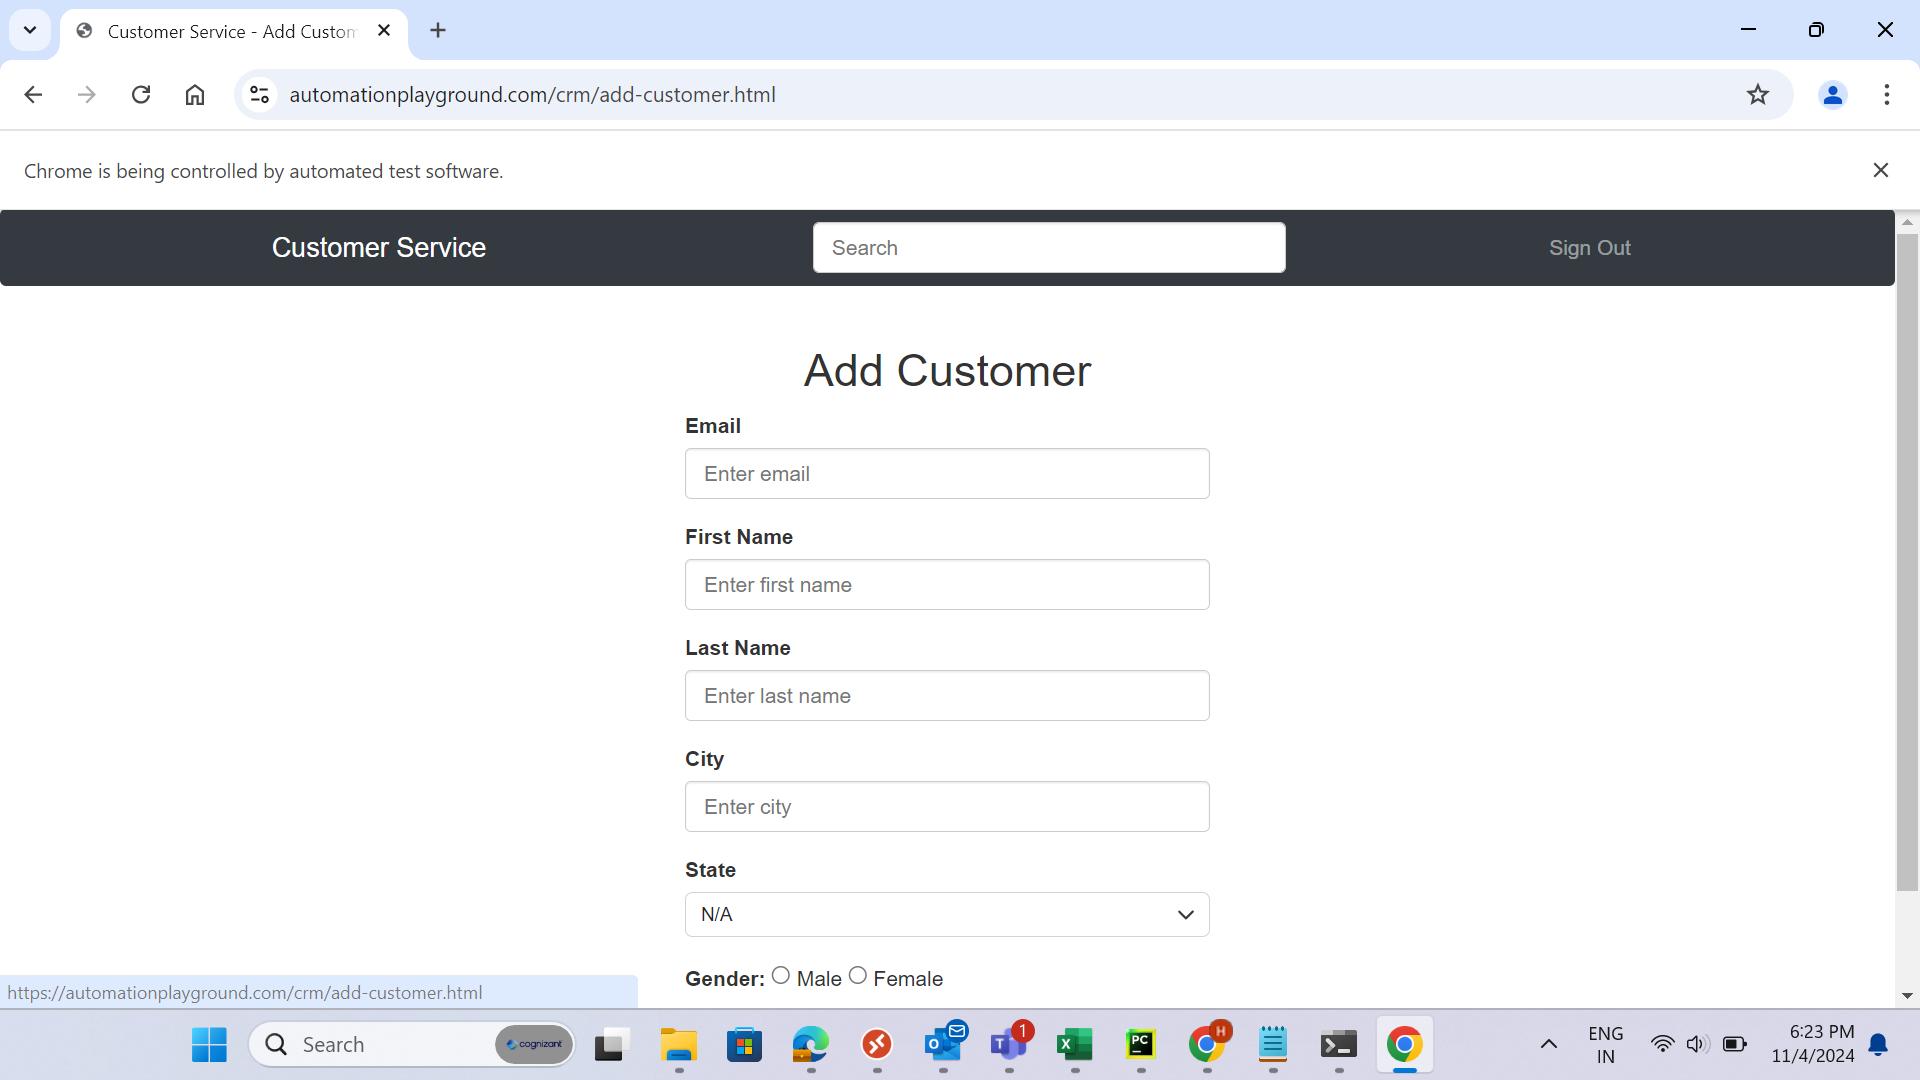 Customer Service - Add Custom
automationplayground.com/crm/add-customer.html
Chrome is being controlled by automated test software.
Customer Service
Search
Sign Out
Add Customer
Email
Enter email
First Name
Enter first name
Last Name
Enter last name
City
Enter city
State
N/A
Gender: Male Female
https://automationplayground.com/crm/add-customer.html
Search
cognizant
O
T
1
X
PC
H
ENG
IN
6:23 PM
11/4/2024